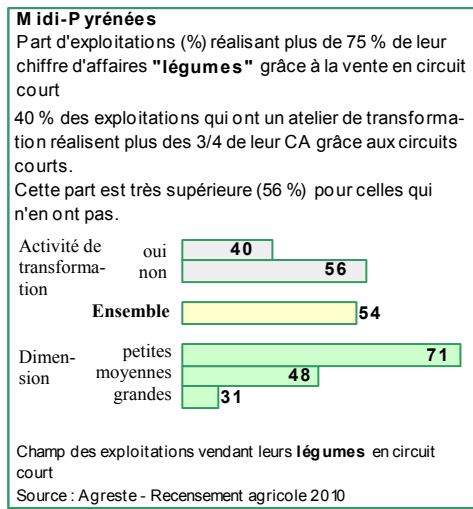 Midi-Pyrénées
Part d'exploitations (%) réalisant plus de 75 % de leur
chiffre d'affaires "légumes" grâce à la vente en circuit
court
40 % des exploitations qui ont un atelier de transforma-
tion réalisent plus des 3/4 de leur CA grâce aux circuits
courts.
Cette part est très supérieure (56 %) pour celles qui
n'en ont pas.
Activité de
transforma-
tion
oui 40
non 56
Ensemble 54
Dimen-
sion
petites 71
moyennes 48
grandes 31
Champ des exploitations vendant leurs légumes en circuit
court
Source : Agreste - Recensement agricole 2010